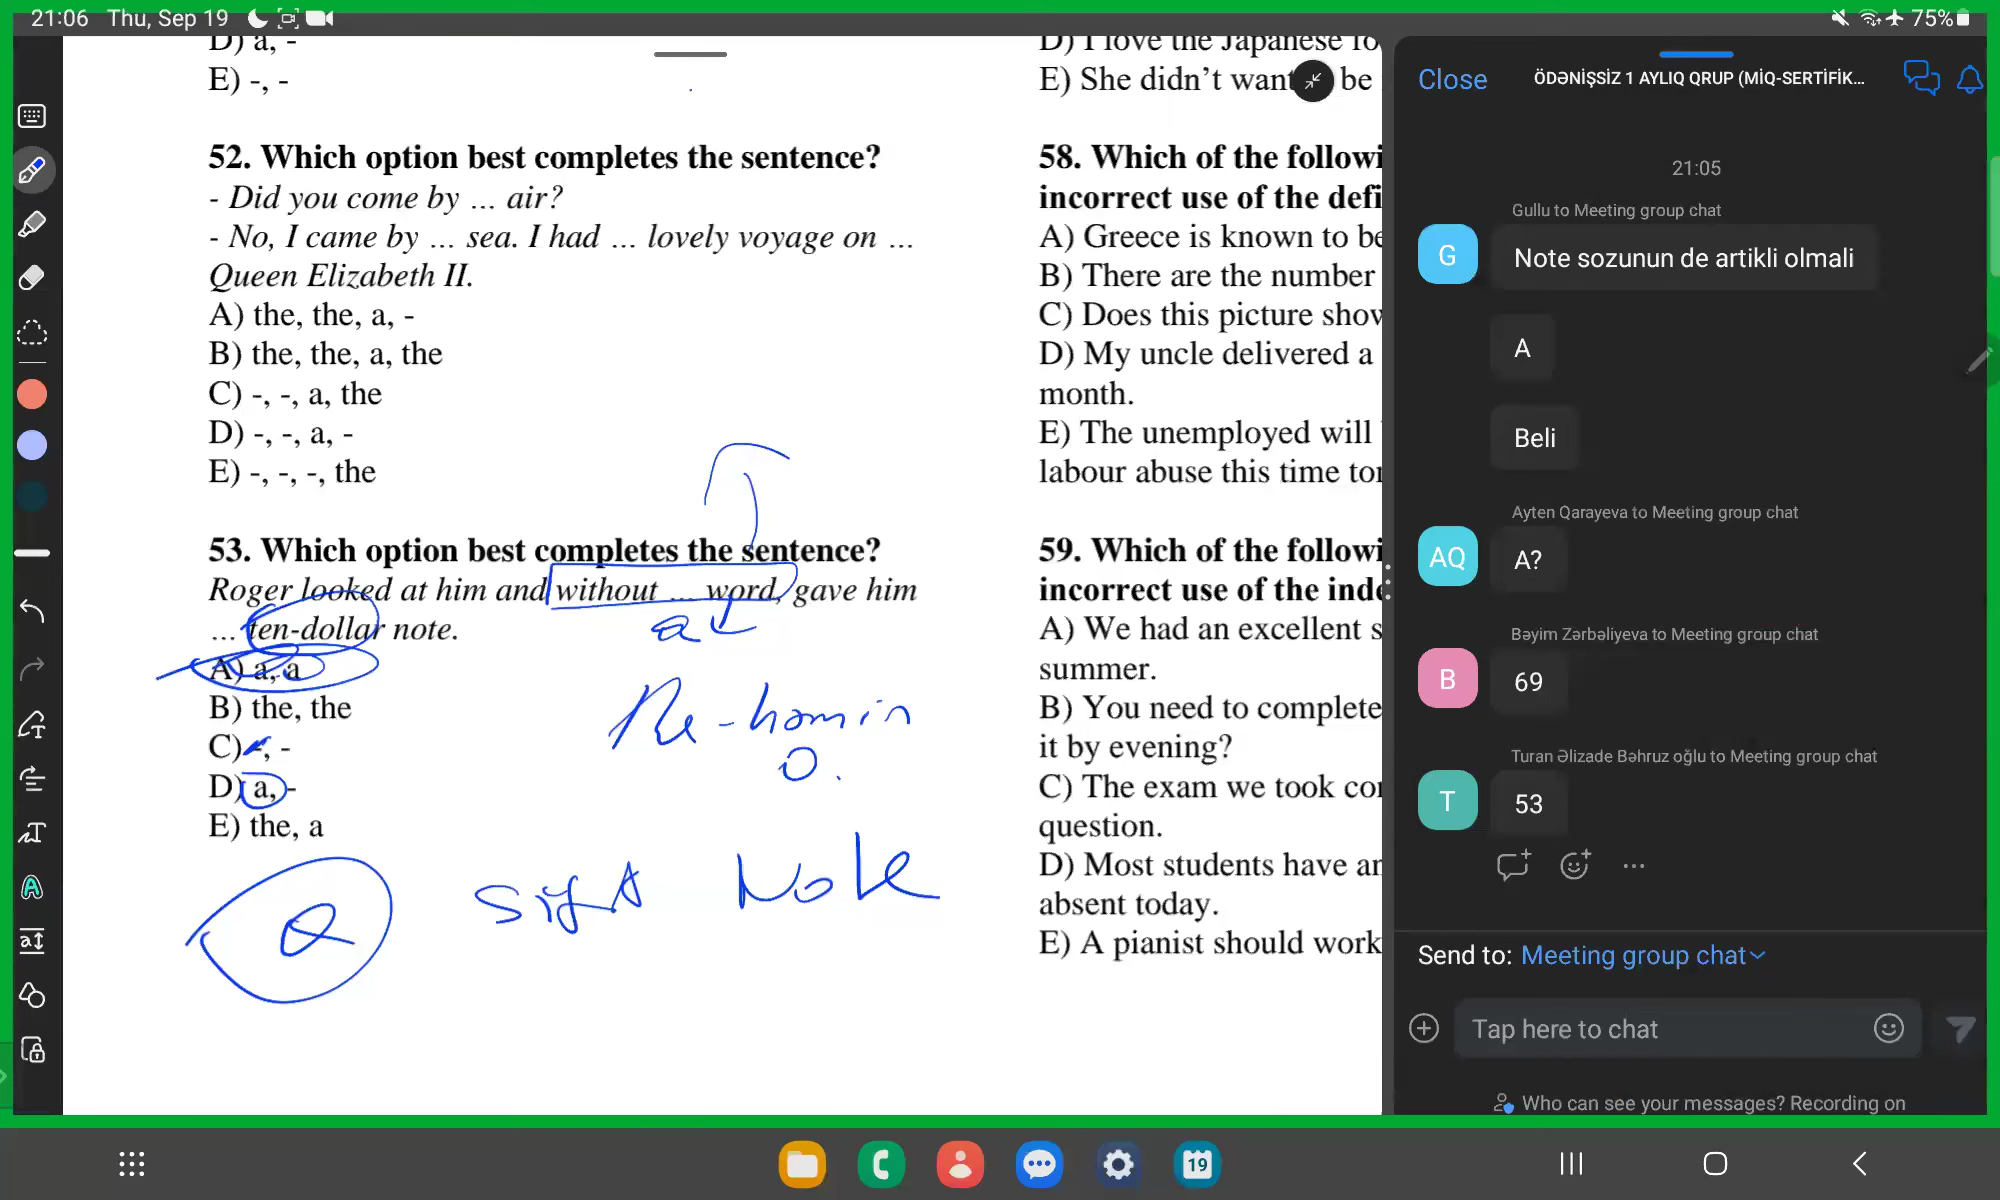 21:06 Thu, Sep 19
75%
D) a, -
E) -, -
52. Which option best completes the sentence?
- Did you come by ... air?
- No, I came by ... sea. I had ... lovely voyage on ...
Queen Elizabeth II.
A) the, the, a, -
B) the, the, a, the
C) -, -, a, the
D) -, -, a, -
E) -, -, -, the
53. Which option best completes the sentence?
Roger looked at him and without ... word, gave him
... ten-dollar note.
a
A) a, a
B) the, the
C) -, -
D) a, -
E) the, a
a
Note
D) I love the Japanese fo
E) She didn't want be
58. Which of the followi
incorrect use of the defi
A) Greece is known to be
B) There are the number
C) Does this picture show
D) My uncle delivered a
month.
E) The unemployed will
labour abuse this time tor
59. Which of the followi
incorrect use of the inde
A) We had an excellent s
summer.
B) You need to complete
it by evening?
C) The exam we took con
question.
D) Most students have an
absent today.
E) A pianist should work
Close
ÖDƏNİŞSİZ 1 AYLIQ QRUP (MİQ-SERTİFİK...
21:05
Gullu to Meeting group chat
G
Note sozunun de artikli olmali
A
Beli
Ayten Qarayeva to Meeting group chat
AQ
A?
Bəyim Zərbəliyeva to Meeting group chat
B
69
Turan Əlizade Bəhruz oğlu to Meeting group chat
T
53
Send to: Meeting group chat
Tap here to chat
Who can see your messages? Recording on
19